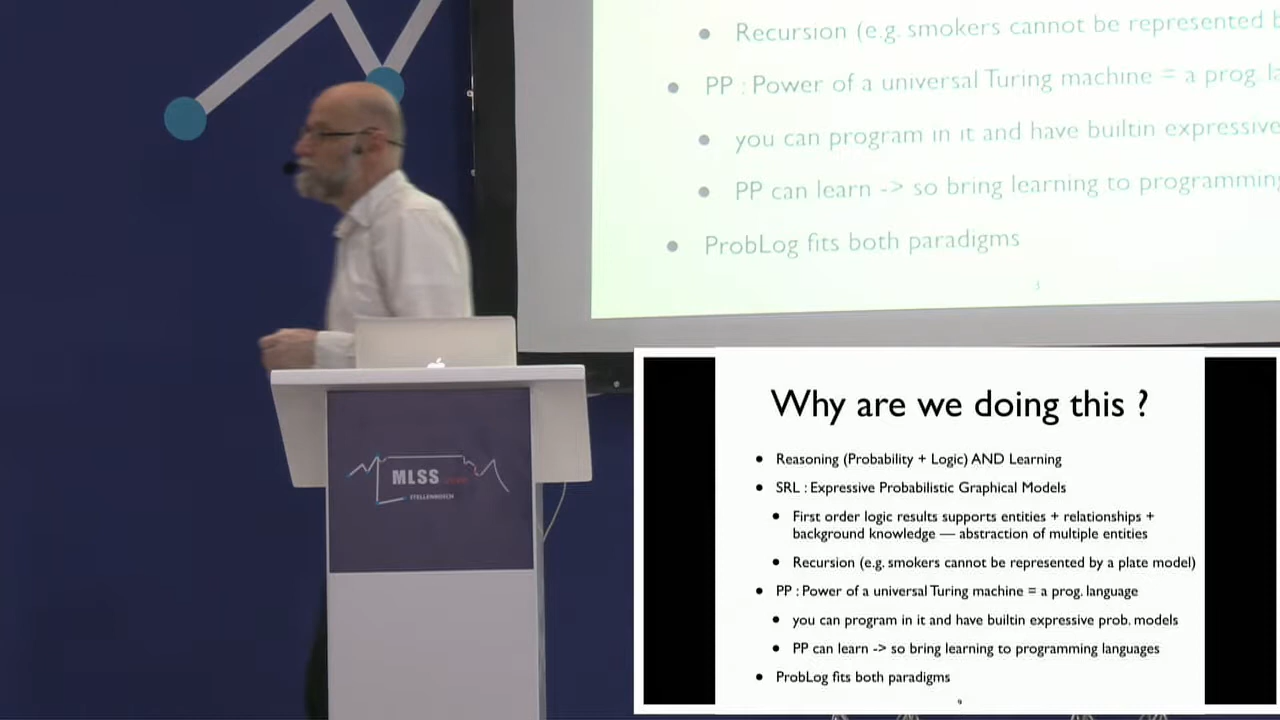 Recursion (e.g. smokers cannot be represented b
PP : Power of a universal Turing machine = a prog. la
you can program in it and have builtin expressive
PP can learn -> so bring learning to programming
ProbLog fits both paradigms
3
MLSS
STELLENBOSCH
Why are we doing this ?
Reasoning (Probability + Logic) AND Learning
SRL : Expressive Probabilistic Graphical Models
First order logic results supports entities + relationships +
background knowledge — abstraction of multiple entities
Recursion (e.g. smokers cannot be represented by a plate model)
PP : Power of a universal Turing machine = a prog. language
you can program in it and have builtin expressive prob. models
PP can learn -> so bring learning to programming languages
ProbLog fits both paradigms